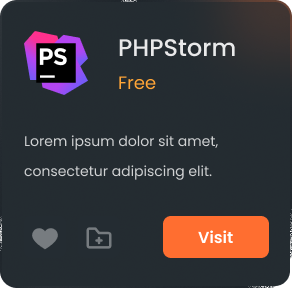 PS
PHPStorm
Free
Lorem ipsum dolor sit amet,
consectetur adipiscing elit.
Visit